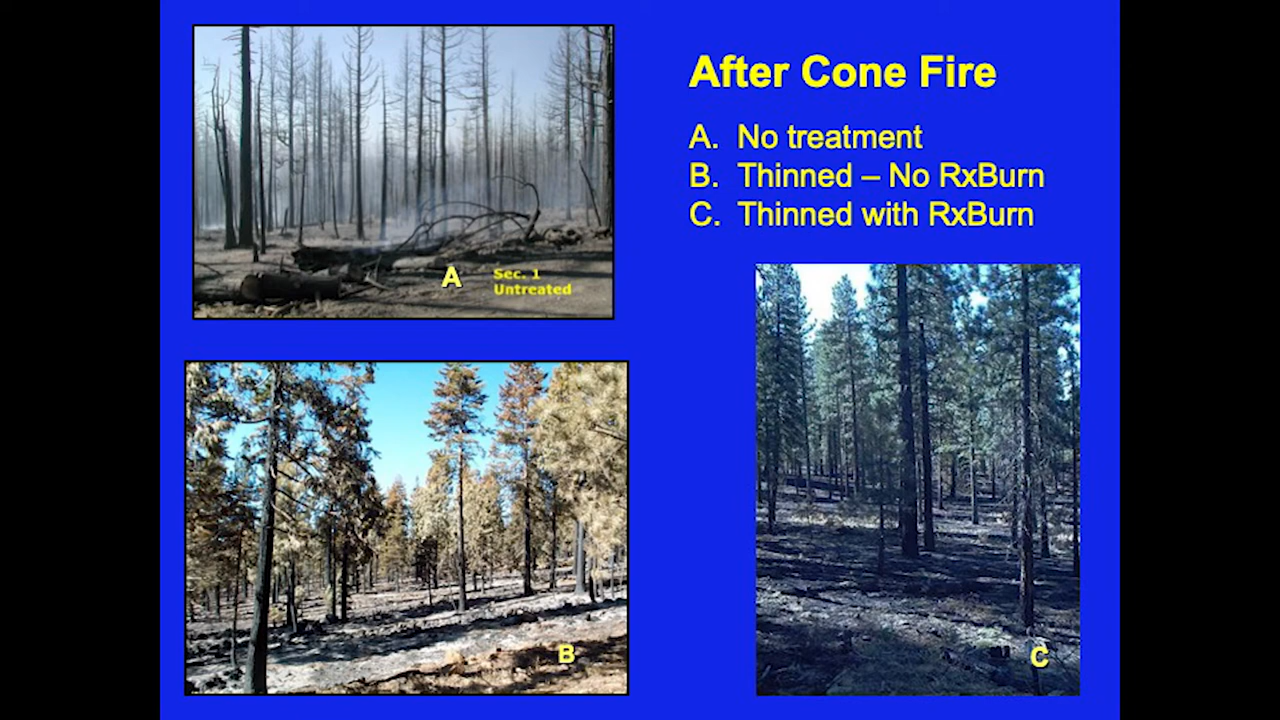 After Cone Fire
A. No treatment
B. Thinned – No RxBurn
C. Thinned with RxBurn
A
Sec. 1
Untreated
B
C